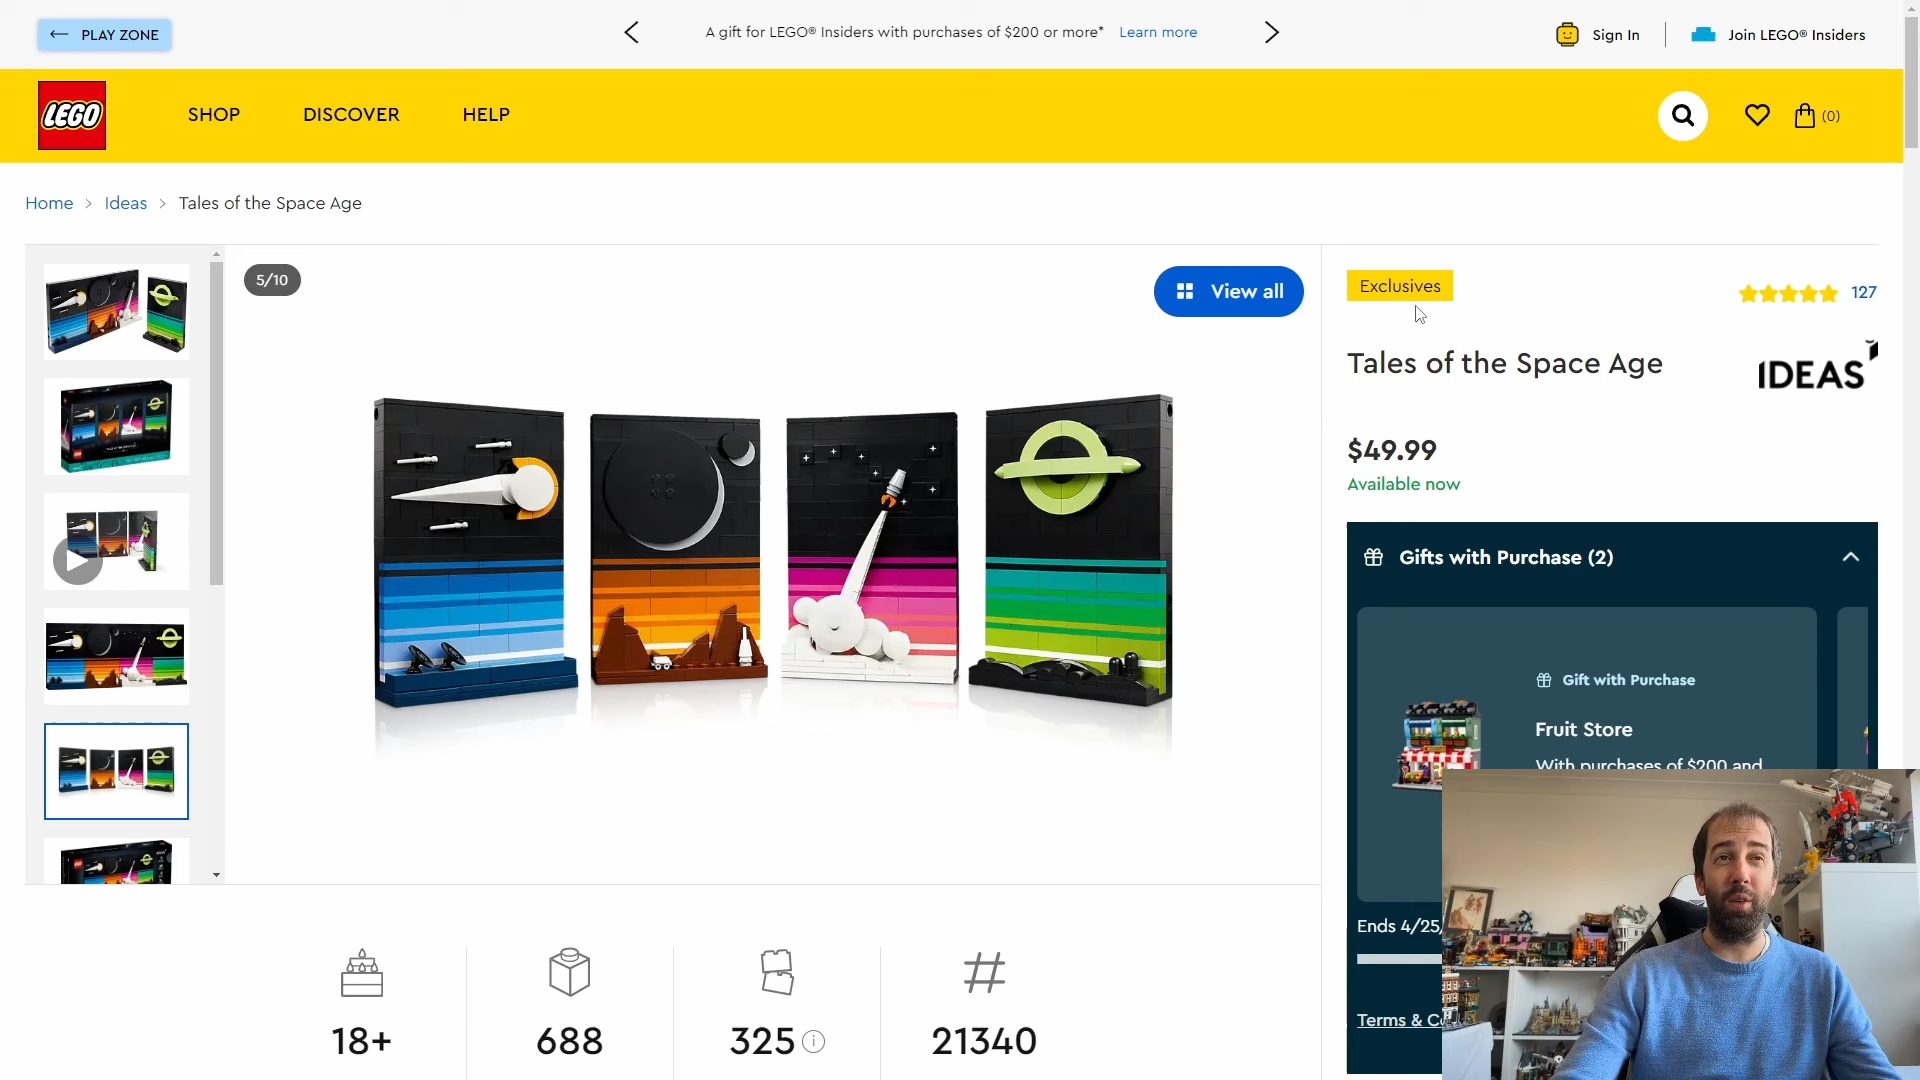 PLAY ZONE
A gift for LEGO® Insiders with purchases of $200 or more* Learn more
Sign In
Join LEGO® Insiders
LEGO
SHOP
DISCOVER
HELP
(0)
Home > Ideas > Tales of the Space Age
5/10
View all
Exclusives
127
Tales of the Space Age
IDEAS
$49.99
Available now
Gifts with Purchase (2)
Gift with Purchase
Fruit Store
With purchases of $200 and
Ends 4/25/
Terms &
18+
688
325
21340